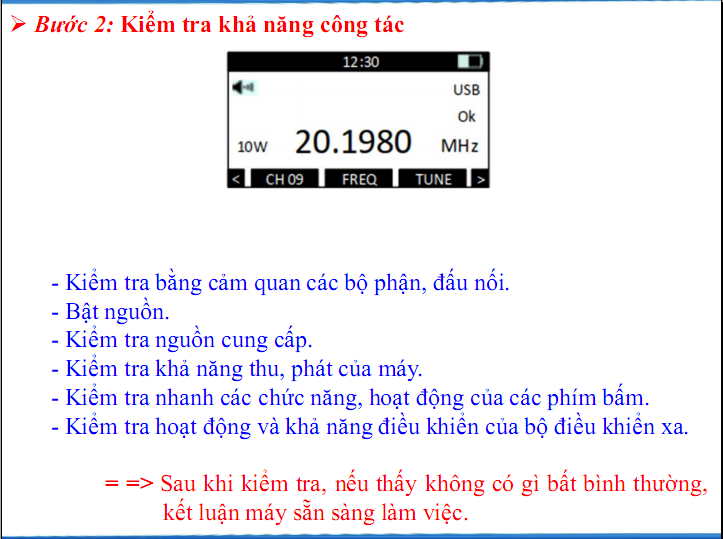 ➢ Bước 2: Kiểm tra khả năng công tác
12:30
USB
Ok
10W 20.1980 MHz
< CH 09 FREQ TUNE >
- Kiểm tra bằng cảm quan các bộ phận, đấu nối.
- Bật nguồn.
- Kiểm tra nguồn cung cấp.
- Kiểm tra khả năng thu, phát của máy.
- Kiểm tra nhanh các chức năng, hoạt động của các phím bấm.
- Kiểm tra hoạt động và khả năng điều khiển của bộ điều khiển xa.
= => Sau khi kiểm tra, nếu thấy không có gì bất bình thường,
kết luận máy sẵn sàng làm việc.